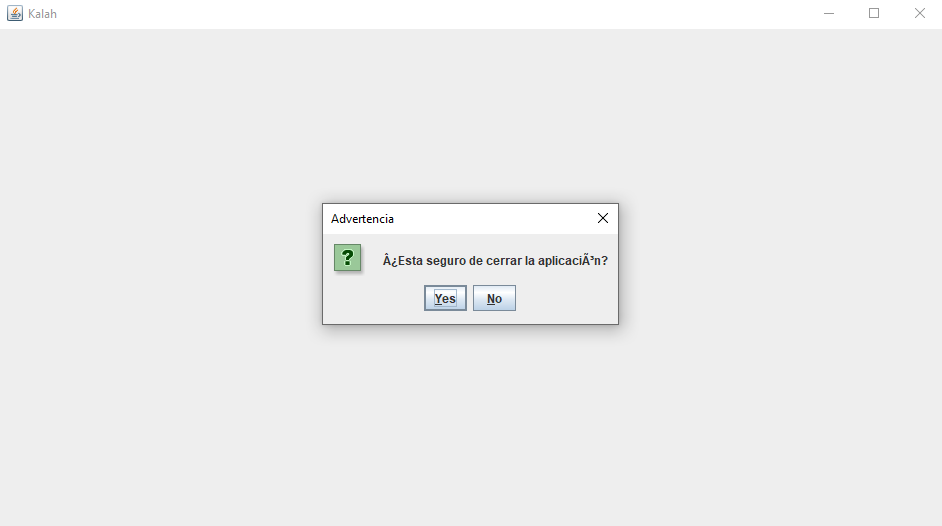 Kalah
Advertencia
Â¿Esta seguro de cerrar la aplicaciÃ³n?
Yes
No